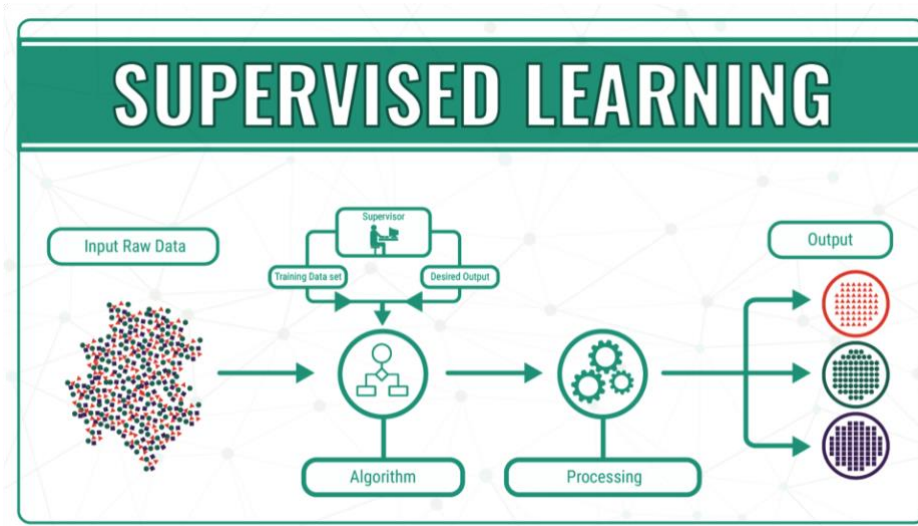 SUPERVISED LEARNING
Supervisor
Input Raw Data
Output
Training Data set
Desired Output
Algorithm
Processing